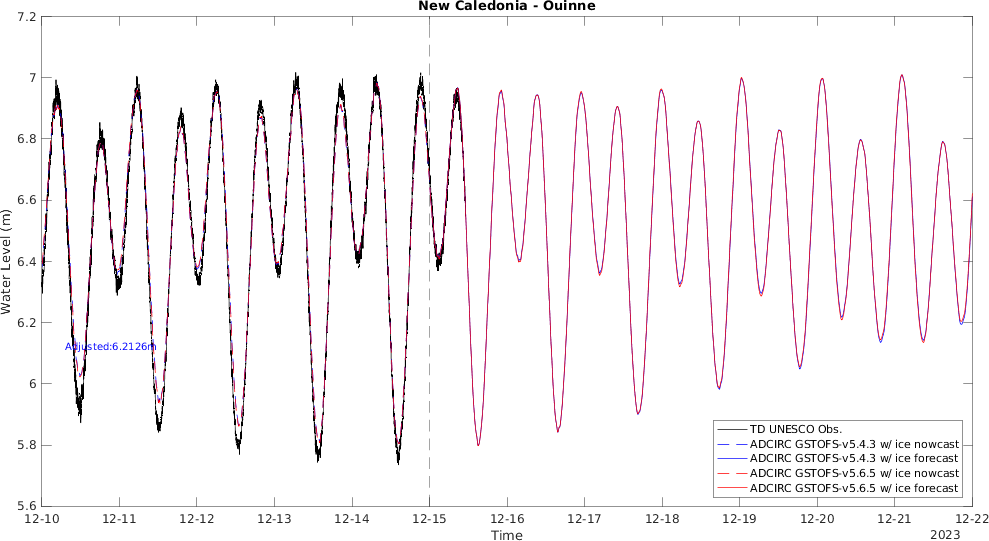 New Caledonia - Ouinne
7.2
7
6.8
6.6
6.4
6.2
6
5.8
5.6
Water Level (m)
Adjusted:6.2126m
TD UNESCO Obs.
ADCIRC GSTOFS-v5.4.3 w/ ice nowcast
ADCIRC GSTOFS-v5.4.3 w/ ice forecast
ADCIRC GSTOFS-v5.6.5 w/ ice nowcast
ADCIRC GSTOFS-v5.6.5 w/ ice forecast
12-10 12-11 12-12 12-13 12-14 12-15 12-16 12-17 12-18 12-19 12-20 12-21 12-22
Time
2023